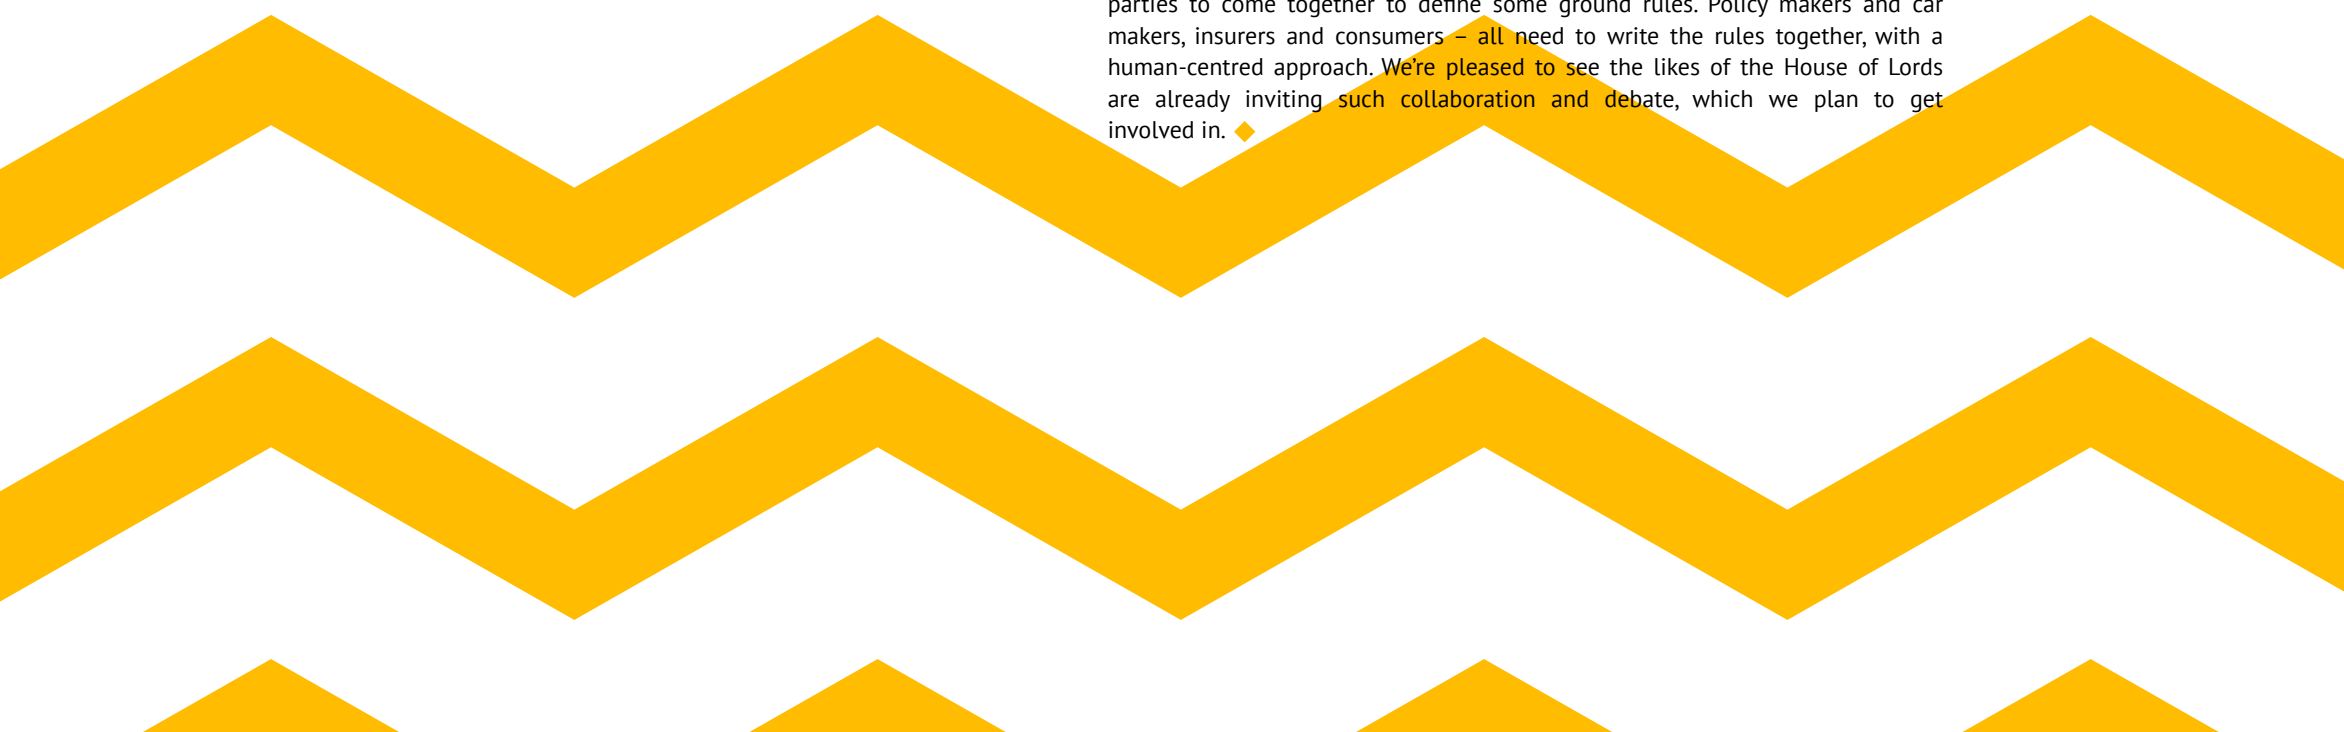 parties to come together to define some ground rules. Policy makers and car
makers, insurers and consumers – all need to write the rules together, with a
human-centred approach. We’re pleased to see the likes of the House of Lords
are already inviting such collaboration and debate, which we plan to get
involved in.